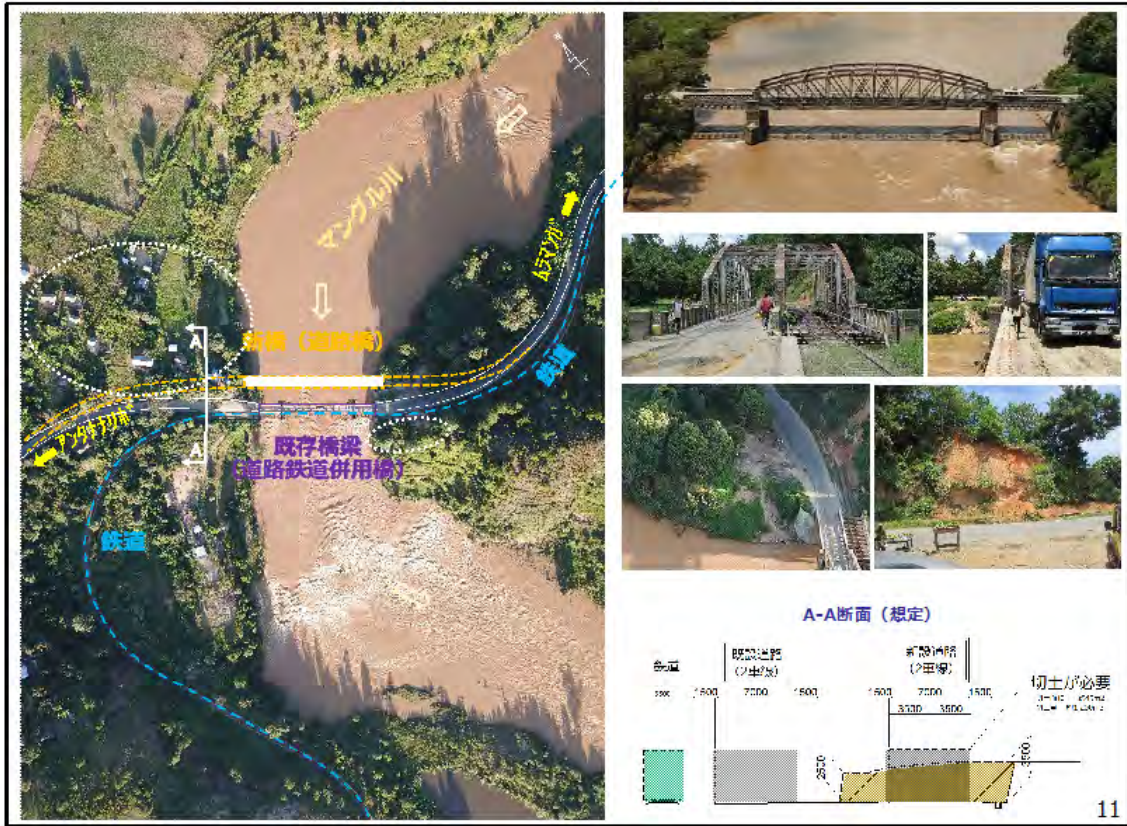 マングル川
ムラマンガ
新橋（道路橋）
鉄道
A
A
アンタナナリボ
既存橋梁
（道路鉄道併用橋）
鉄道
A-A断面（想定）
鉄道
既設道路
（2車線）
新設道路
（2車線）
1500 7000 1500
1500 7000 1500
3500 3500
切土が必要
2500
3500
11